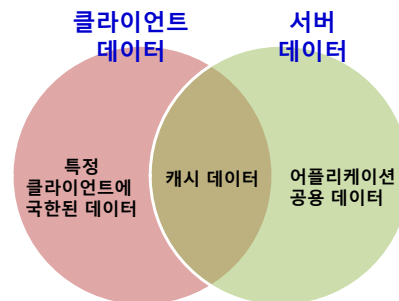 클라이언트
데이터
서버
데이터
특정
클라이언트에
국한된 데이터
캐시 데이터
어플리케이션
공용 데이터